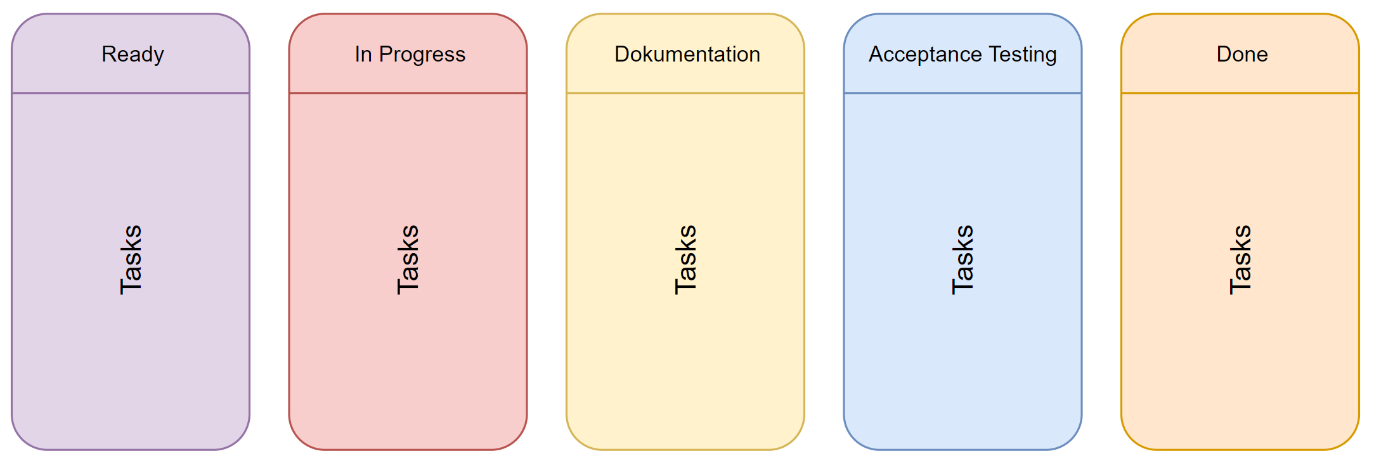 Ready
In Progress
Dokumentation
Acceptance Testing
Done
Tasks
Tasks
Tasks
Tasks
Tasks